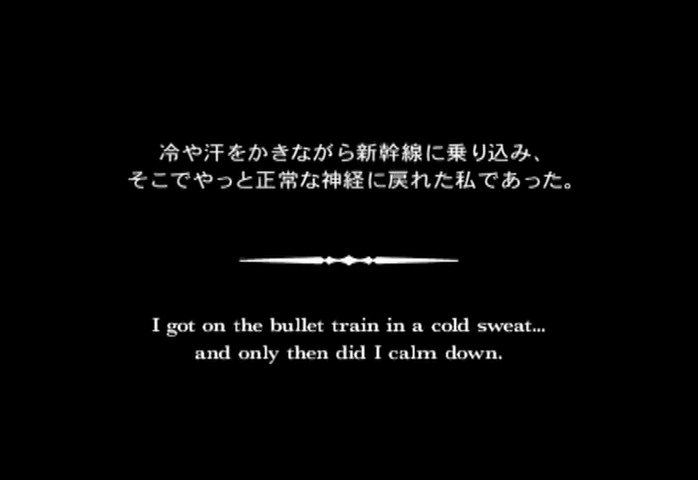 冷や汗をかきながら新幹線に乗り込み、
そこでやっと正常な神経に戻れた私であった。
I got on the bullet train in a cold sweat...
and only then did I calm down.